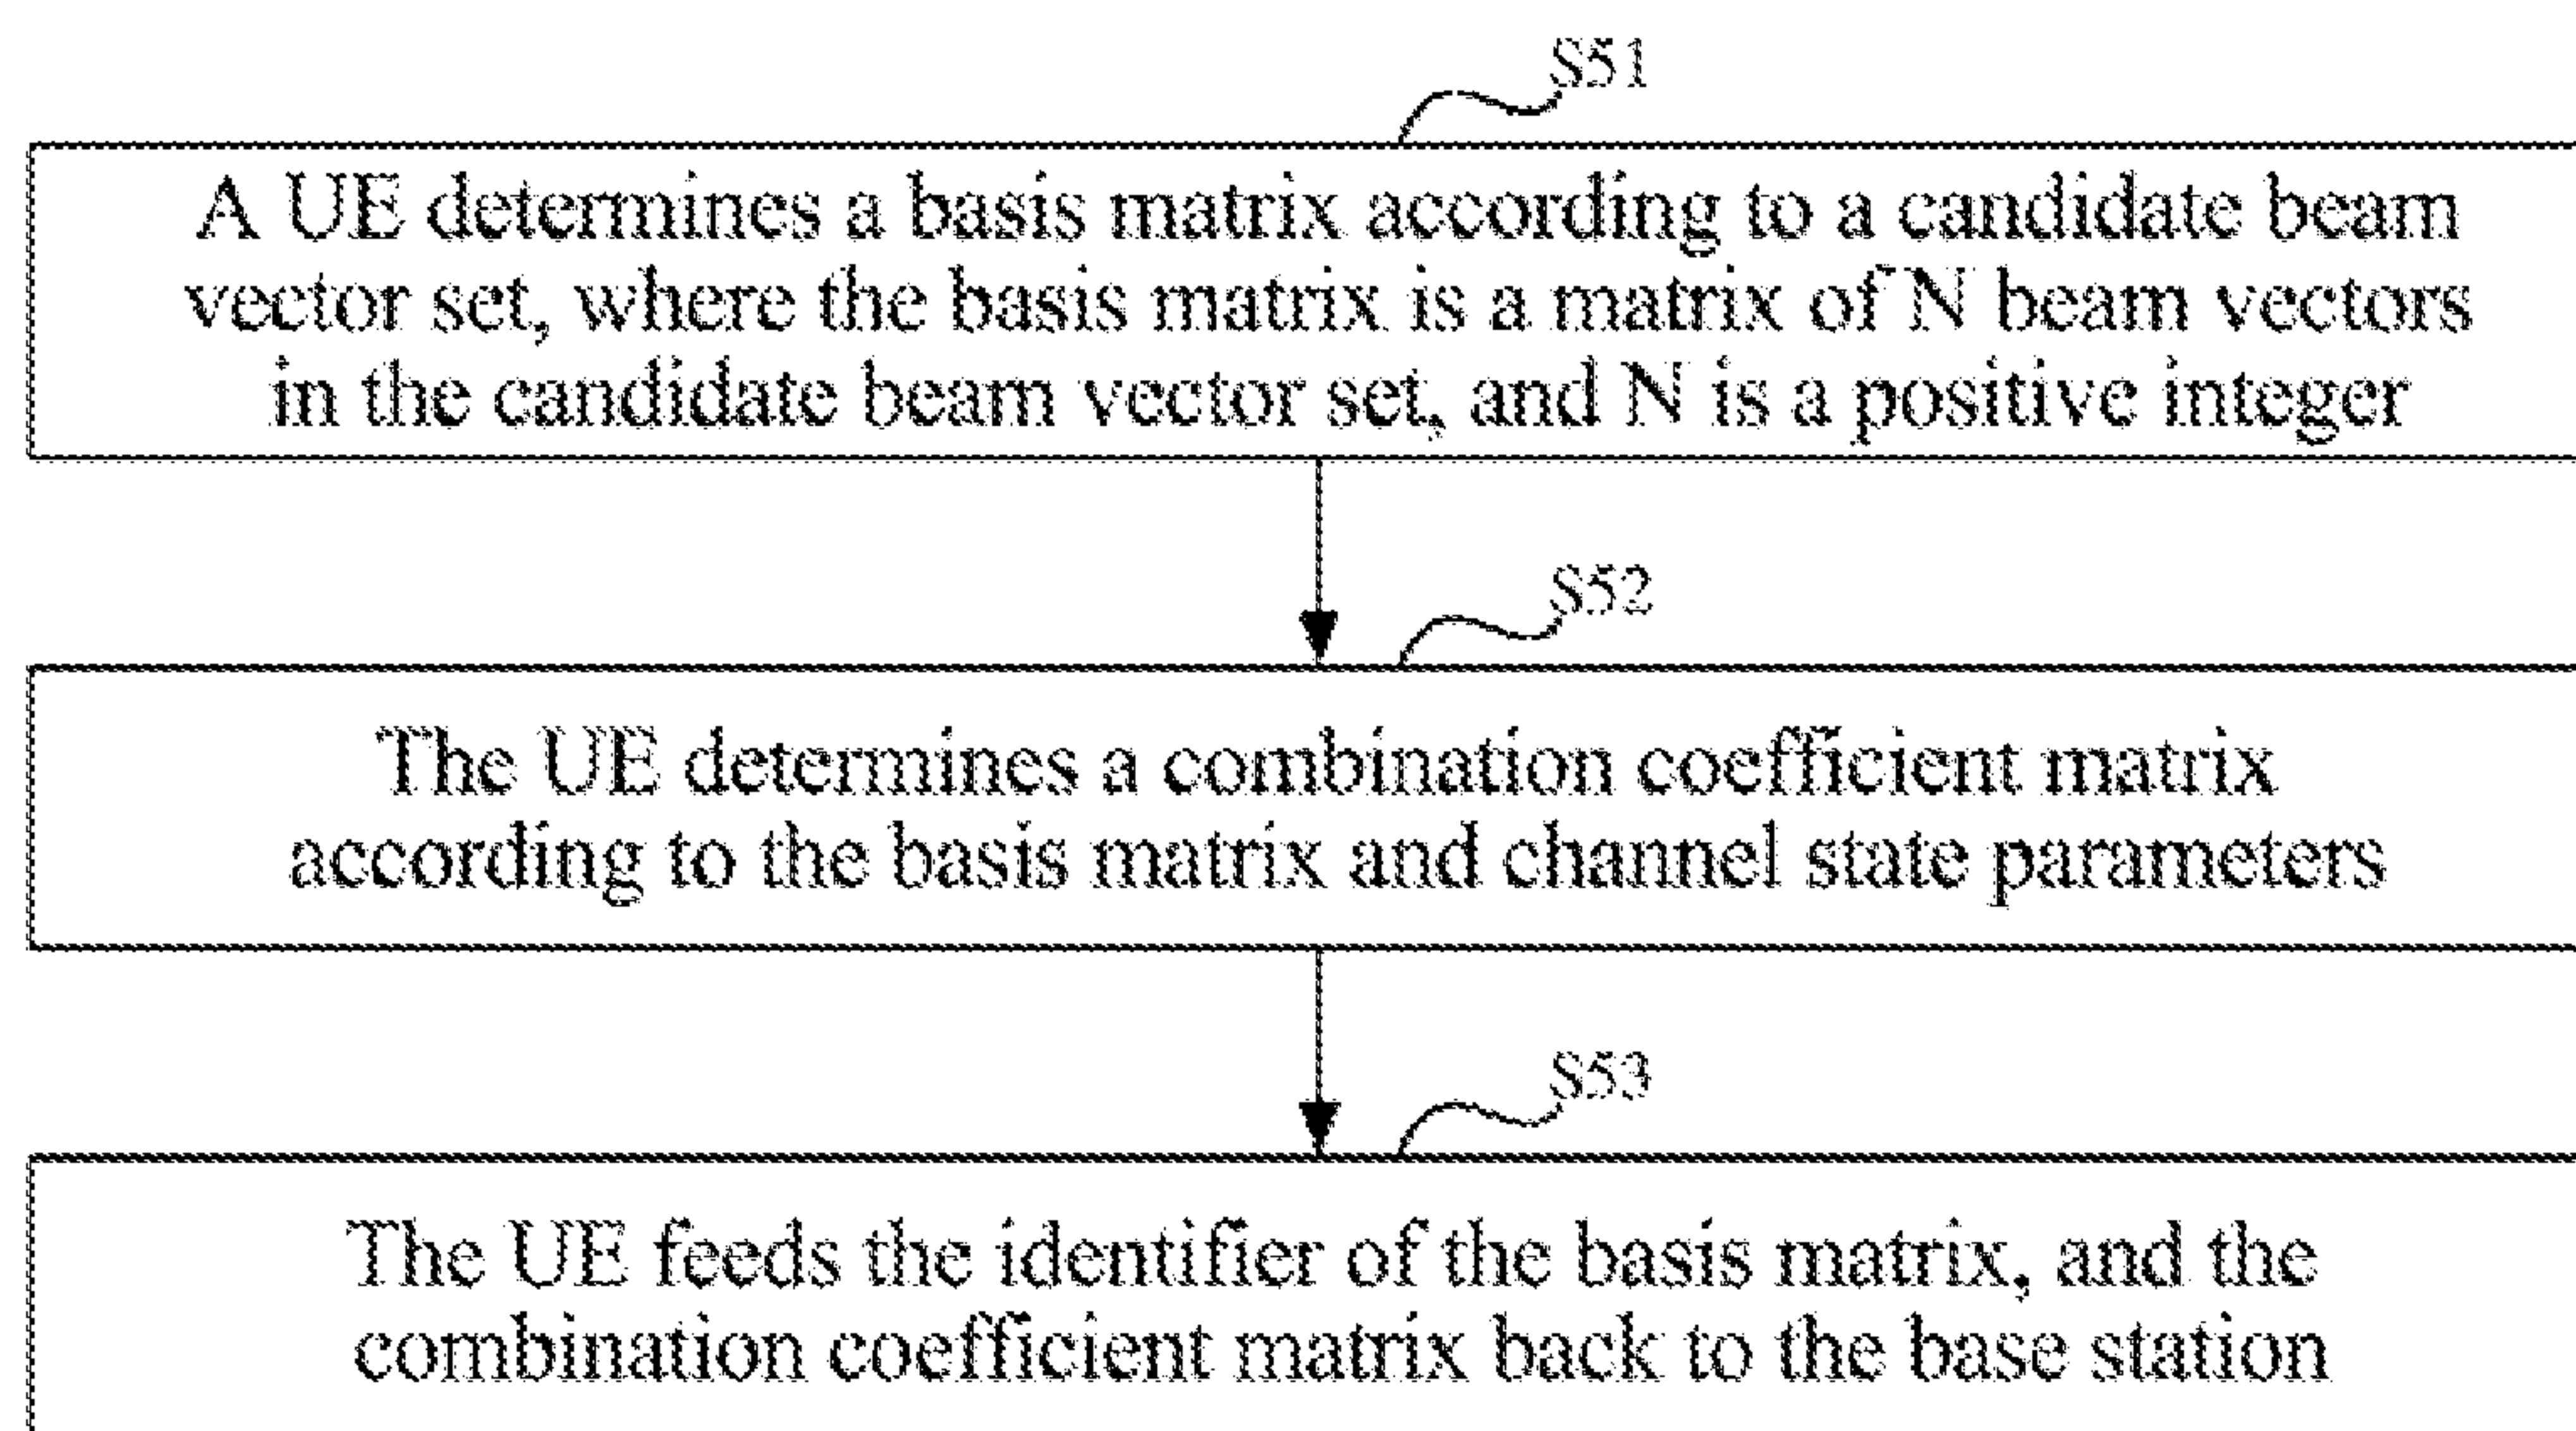 S51
A UE determines a basis matrix according to a candidate beam
vector set, where the basis matrix is a matrix of N beam vectors
in the candidate beam vector set, and N is a positive integer
S52
The UE determines a combination coefficient matrix
according to the basis matrix and channel state parameters
S53
The UE feeds the identifier of the basis matrix, and the
combination coefficient matrix back to the base station